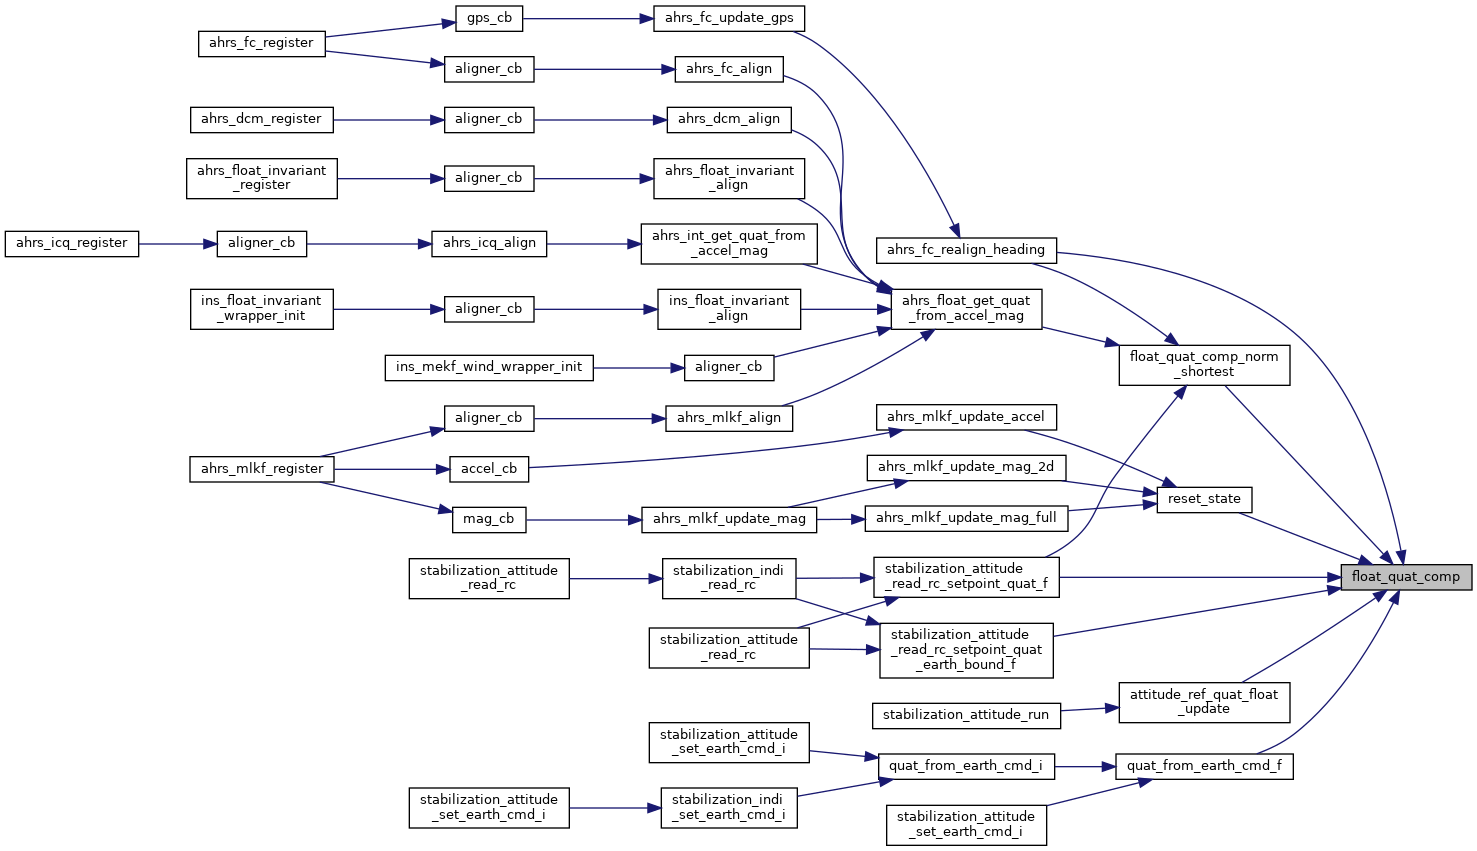 gps_cb
ahrs_fc_update_gps
ahrs_fc_register
aligner_cb
ahrs_fc_align
ahrs_dcm_register
aligner_cb
ahrs_dcm_align
ahrs_float_invariant
_register
aligner_cb
ahrs_float_invariant
_align
ahrs_icq_register
aligner_cb
ahrs_icq_align
ahrs_int_get_quat_from
_accel_mag
ahrs_fc_realign_heading
ins_float_invariant
_wrapper_init
aligner_cb
ins_float_invariant
_align
ahrs_float_get_quat
_from_accel_mag
ins_mekf_wind_wrapper_init
aligner_cb
float_quat_comp_norm
_shortest
aligner_cb
ahrs_mlkf_align
ahrs_mlkf_update_accel
ahrs_mlkf_register
accel_cb
ahrs_mlkf_update_mag_2d
reset_state
mag_cb
ahrs_mlkf_update_mag
ahrs_mlkf_update_mag_full
stabilization_attitude
_read_rc
stabilization_indi
_read_rc
stabilization_attitude
_read_rc_setpoint_quat_f
float_quat_comp
stabilization_attitude
_read_rc
stabilization_attitude
_read_rc_setpoint_quat
_earth_bound_f
attitude_ref_quat_float
_update
stabilization_attitude_run
stabilization_attitude
_set_earth_cmd_i
quat_from_earth_cmd_i
quat_from_earth_cmd_f
stabilization_attitude
_set_earth_cmd_i
stabilization_indi
_set_earth_cmd_i
stabilization_attitude
_set_earth_cmd_i